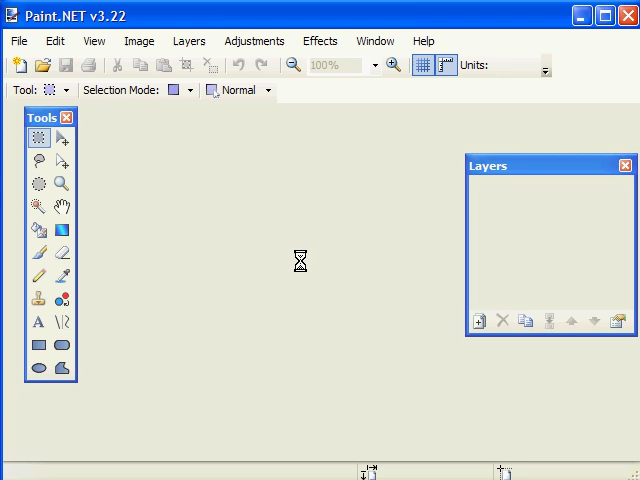 Paint.NET v3.22
File Edit View Image Layers Adjustments Effects Window Help
100% Units:
Tool: Selection Mode: Normal
Tools
Layers
A